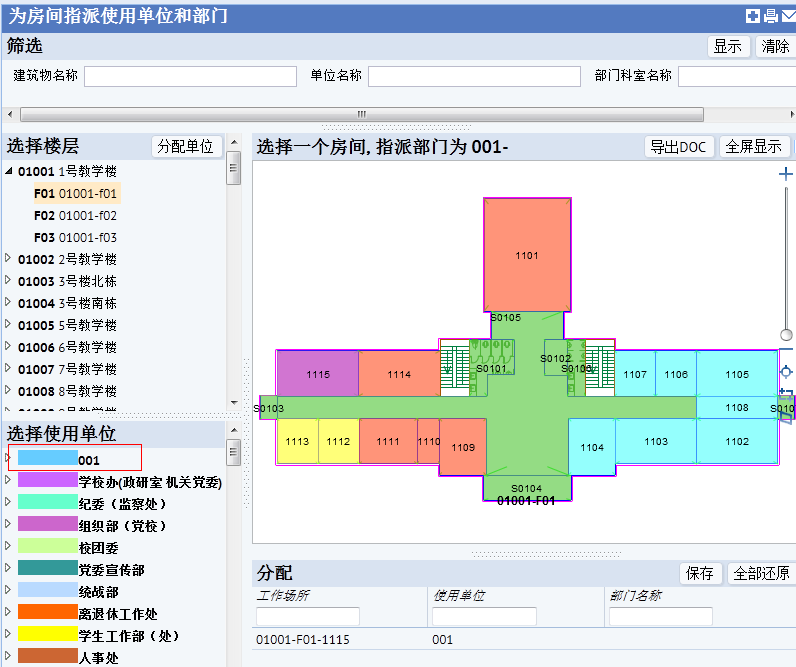 为房间指派使用单位和部门
筛选
显示
清除
建筑物名称
单位名称
部门科室名称
选择楼层
分配单位
01001 1号教学楼
F01 01001-f01
F02 01001-f02
F03 01001-f03
01002 2号教学楼
01003 3号楼北栋
01004 3号楼南栋
01005 5号教学楼
01006 6号教学楼
01007 7号教学楼
01008 8号教学楼
选择使用单位
001
学校办(政研室 机关党委)
纪委（监察处）
组织部（党校）
校团委
党委宣传部
统战部
离退休工作处
学生工作部（处）
人事处
选择一个房间, 指派部门为 001-
导出DOC
全屏显示
1101
S0105
1115
1114
S0101
S0102
S0103
1107
1106
1105
S0103
1108
1113
1112
1111
1110
1109
1104
1103
1102
S0104
01001-F01
分配
保存
全部还原
工作场所
使用单位
部门名称
01001-F01-1115
001